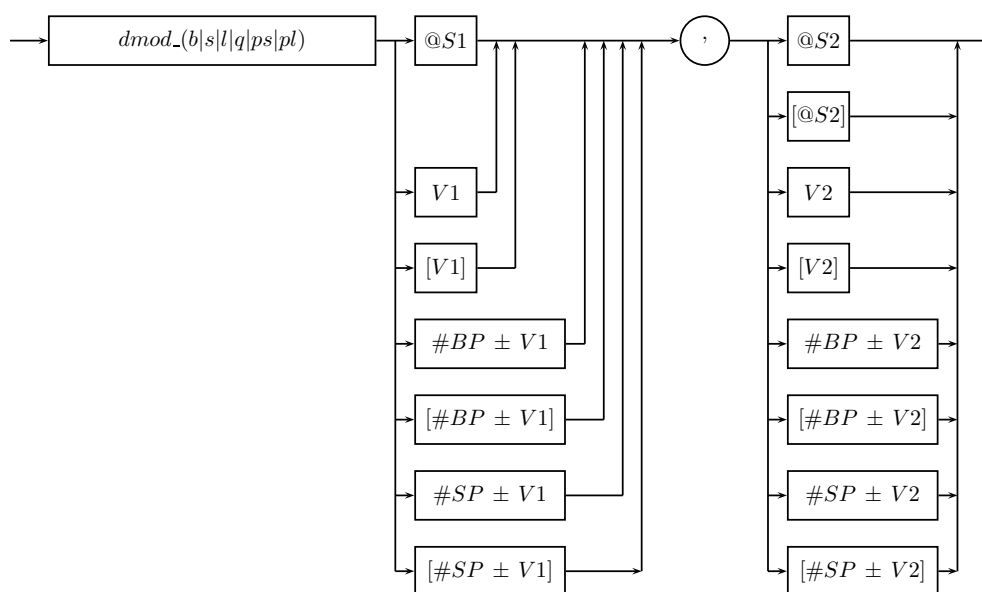 dmod_(b|s|l|q|ps|pl) @S1 , @S2
[@S2]
V1 V2
[V1] [V2]
#BP ± V1 #BP ± V2
[#BP ± V1] [#BP ± V2]
#SP ± V1 #SP ± V2
[#SP ± V1] [#SP ± V2]